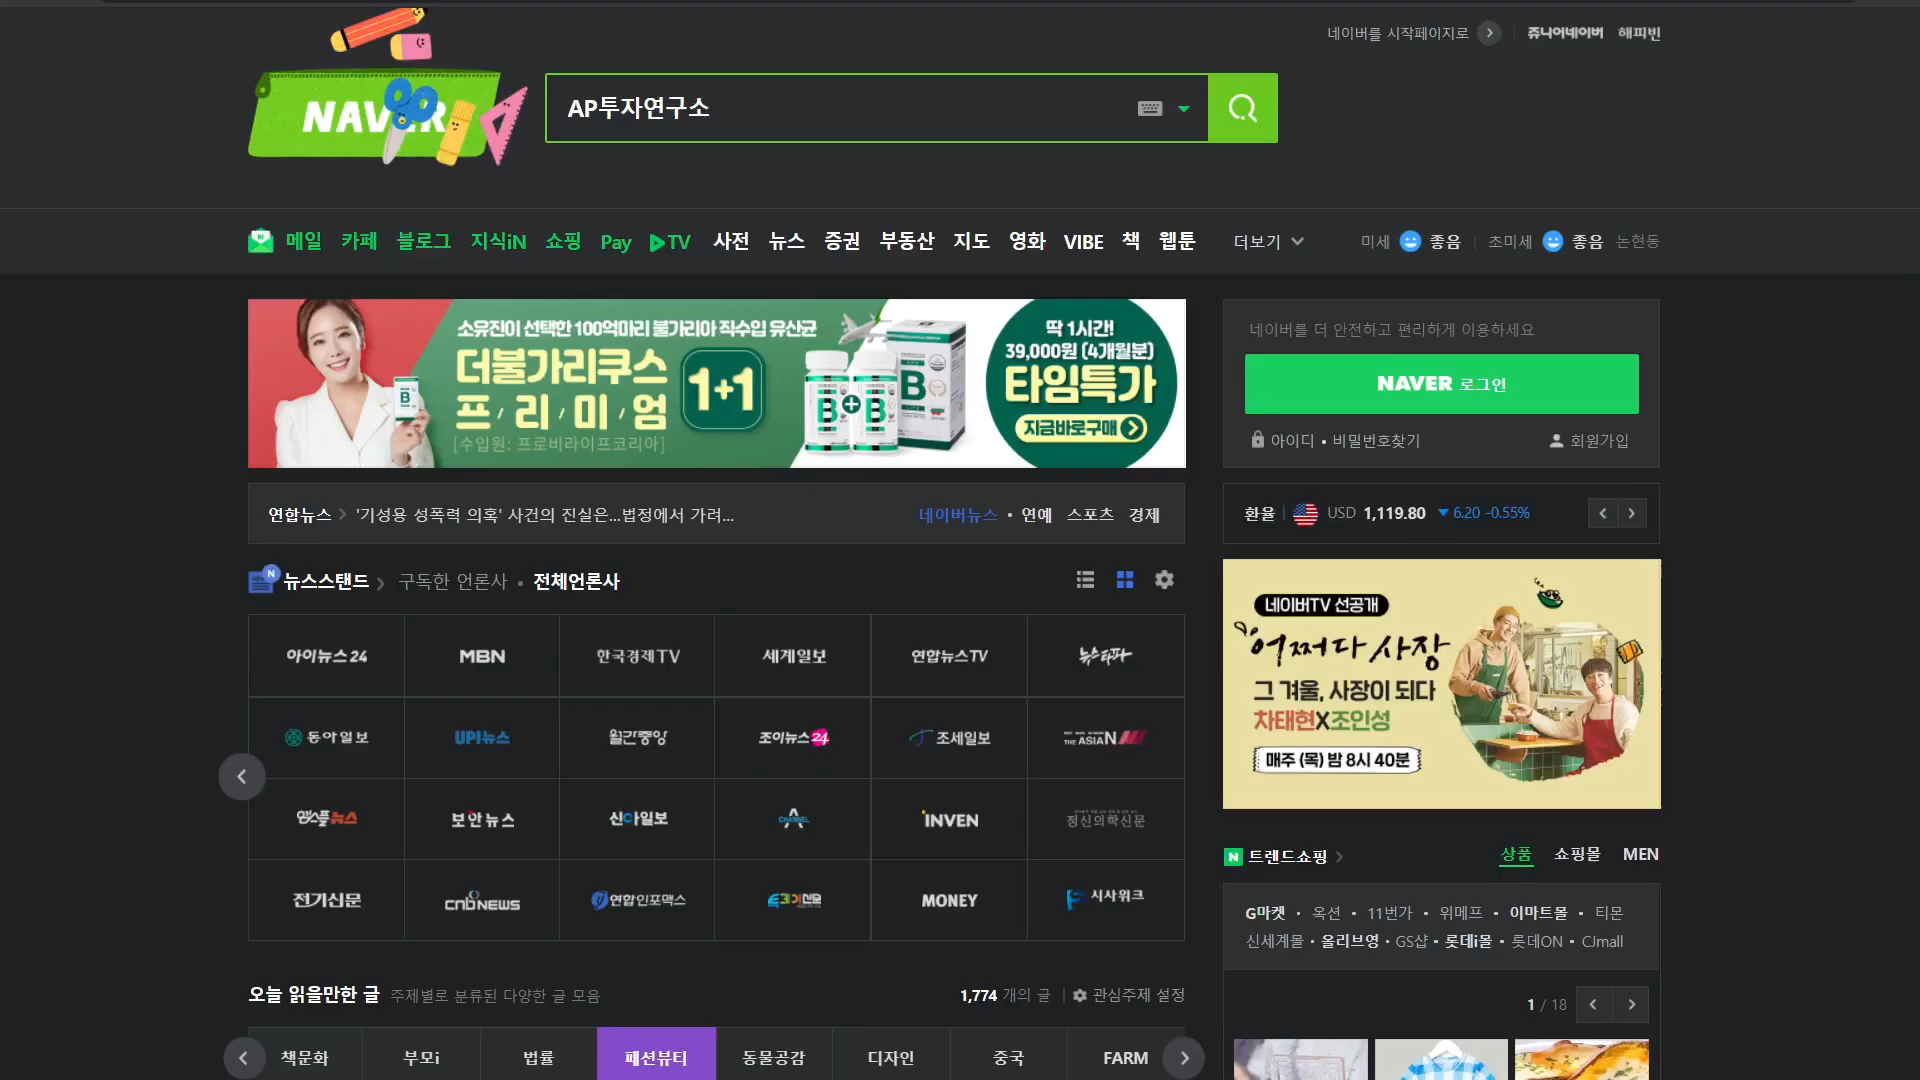 네이버를 시작페이지로 쥬니어네이버 해피빈
NAVER
AP투자연구소
메일 카페 블로그 지식iN 쇼핑 Pay TV 사전 뉴스 증권 부동산 지도 영화 VIBE 책 웹툰 더보기 미세 좋음 초미세 좋음 논현동
소유진이 선택한 100억마리 불가리아 직수입 유산균
더불가리쿠스
프/리/미/엄
1+1
[수입원: 프로비라이프코리아]
B
B + B
B
딱 1시간!
39,000원 (4개월분)
타임특가
지금바로구매
네이버를 더 안전하고 편리하게 이용하세요
NAVER 로그인
아이디 • 비밀번호찾기 회원가입
연합뉴스 '기성용 성폭력 의혹' 사건의 진실은...법정에서 가려... 네이버뉴스 • 연예 스포츠 경제
환율 USD 1,119.80 ▼ 6.20 -0.55%
뉴스스탠드 구독한 언론사 • 전체언론사
아이뉴스24 MBN 한국경제TV 세계일보 연합뉴스TV 뉴스타파
동아일보 UPI뉴스 월간중앙 조이뉴스24 조세일보 THE ASIAN
엠스플뉴스 보안뉴스 신아일보 CHANNEL A INVEN 정신의학신문
전기신문 CNBNEWS 연합인포맥스 MONEY 시사위크
네이버TV 선공개
어쩌다 사장
그 겨울, 사장이 되다
차태현X조인성
매주 (목) 밤 8시 40분
N 트렌드쇼핑 상품 쇼핑몰 MEN
G마켓 • 옥션 • 11번가 • 위메프 • 이마트몰 • 티몬
신세계몰 • 올리브영 • GS샵 • 롯데i몰 • 롯데ON • CJmall
1 / 18
오늘 읽을만한 글 주제별로 분류된 다양한 글 모음 1,774 개의 글 관심주제 설정
책문화 부모i 법률 패션뷰티 동물공감 디자인 중국 FARM